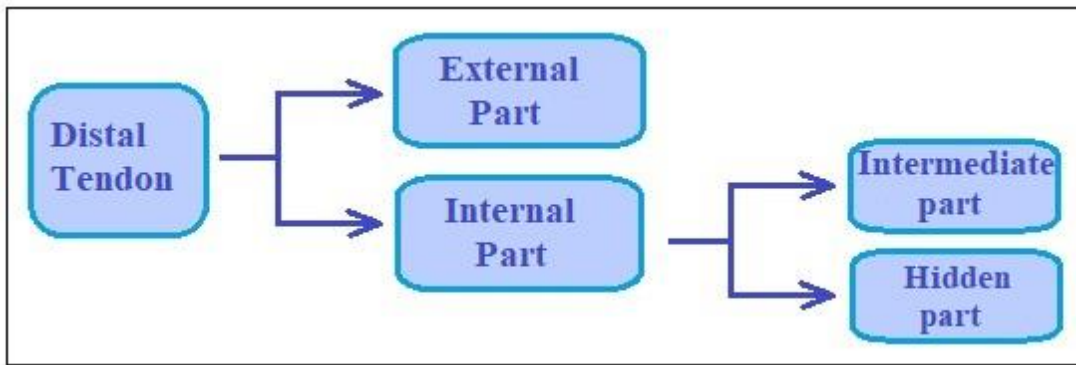 Distal
Tendon
External
Part
Internal
Part
Intermediate
part
Hidden
part